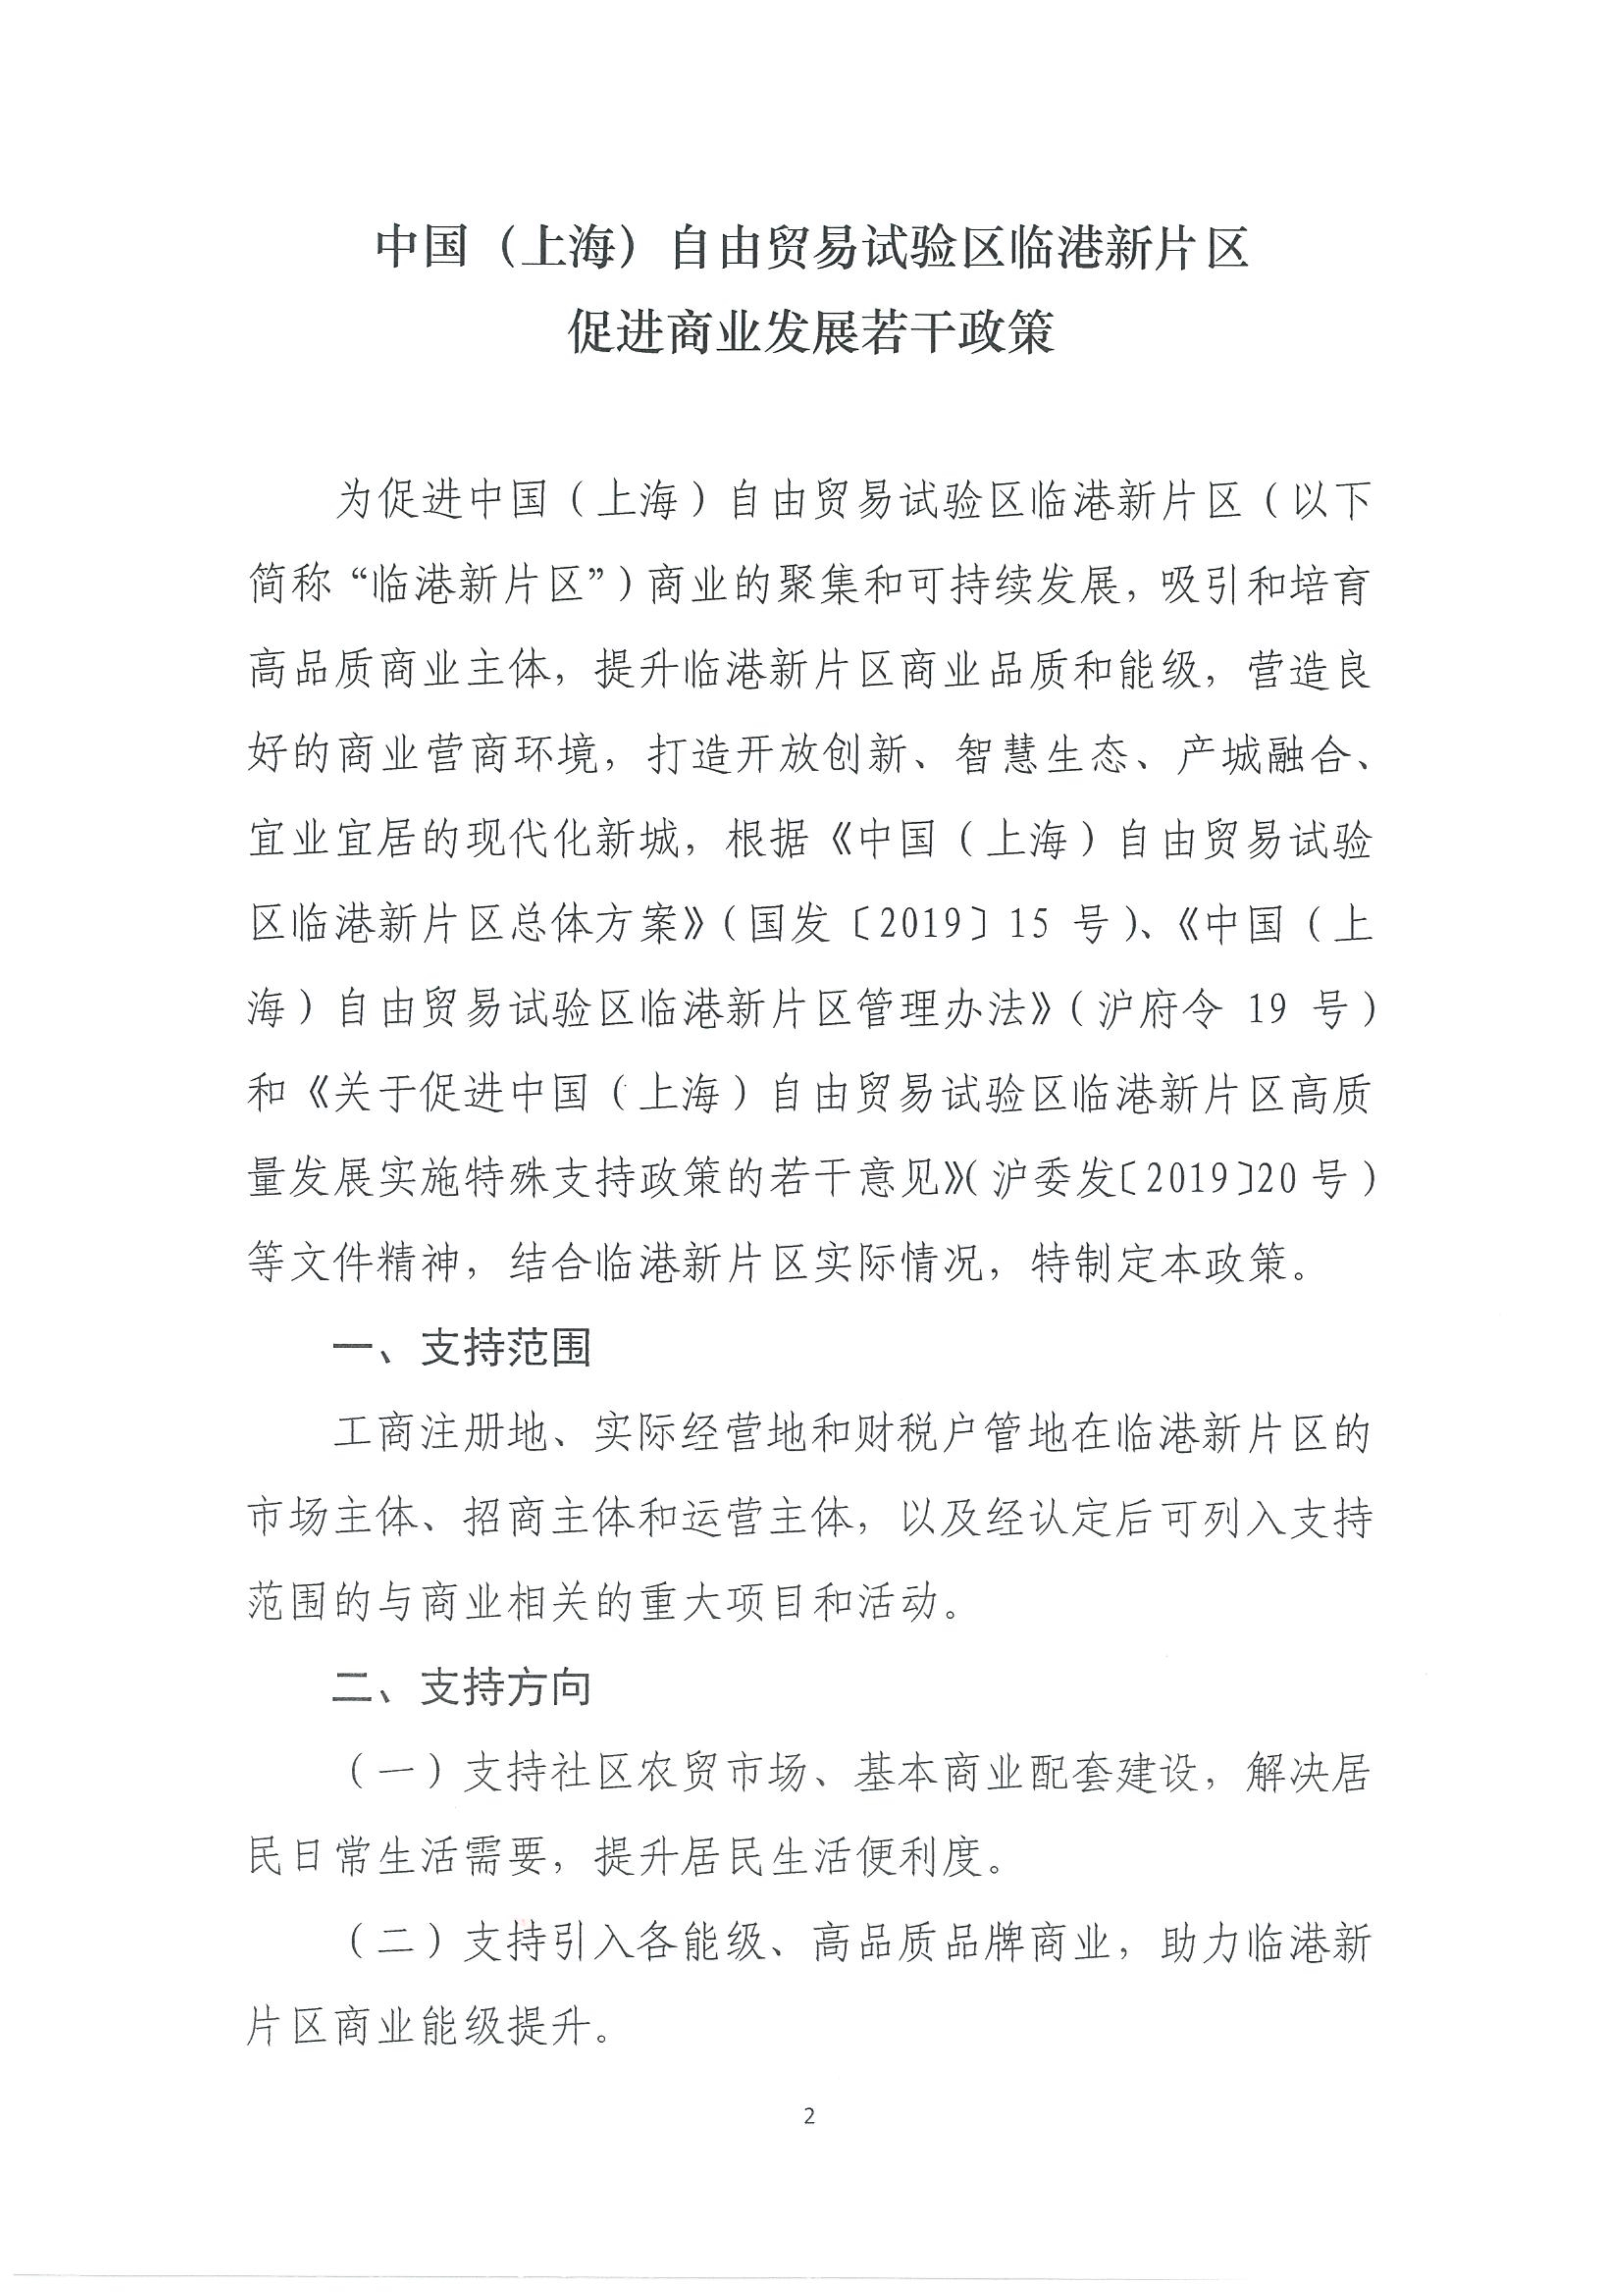 中国（上海）自由贸易试验区临港新片区
促进商业发展若干政策
为促进中国（上海）自由贸易试验区临港新片区（以下
简称“临港新片区”）商业的聚集和可持续发展，吸引和培育
高品质商业主体，提升临港新片区商业品质和能级，营造良
好的商业营商环境，打造开放创新、智慧生态、产城融合、
宜业宜居的现代化新城，根据《中国（上海）自由贸易试验
区临港新片区总体方案》（国发〔2019〕15 号）、《中国（上
海）自由贸易试验区临港新片区管理办法》（沪府令 19 号）
和《关于促进中国（上海）自由贸易试验区临港新片区高质
量发展实施特殊支持政策的若干意见》（沪委发〔2019〕20 号）
等文件精神，结合临港新片区实际情况，特制定本政策。
一、支持范围
工商注册地、实际经营地和财税户管地在临港新片区的
市场主体、招商主体和运营主体，以及经认定后可列入支持
范围的与商业相关的重大项目和活动。
二、支持方向
（一）支持社区农贸市场、基本商业配套建设，解决居
民日常生活需要，提升居民生活便利度。
（二）支持引入各能级、高品质品牌商业，助力临港新
片区商业能级提升。
2